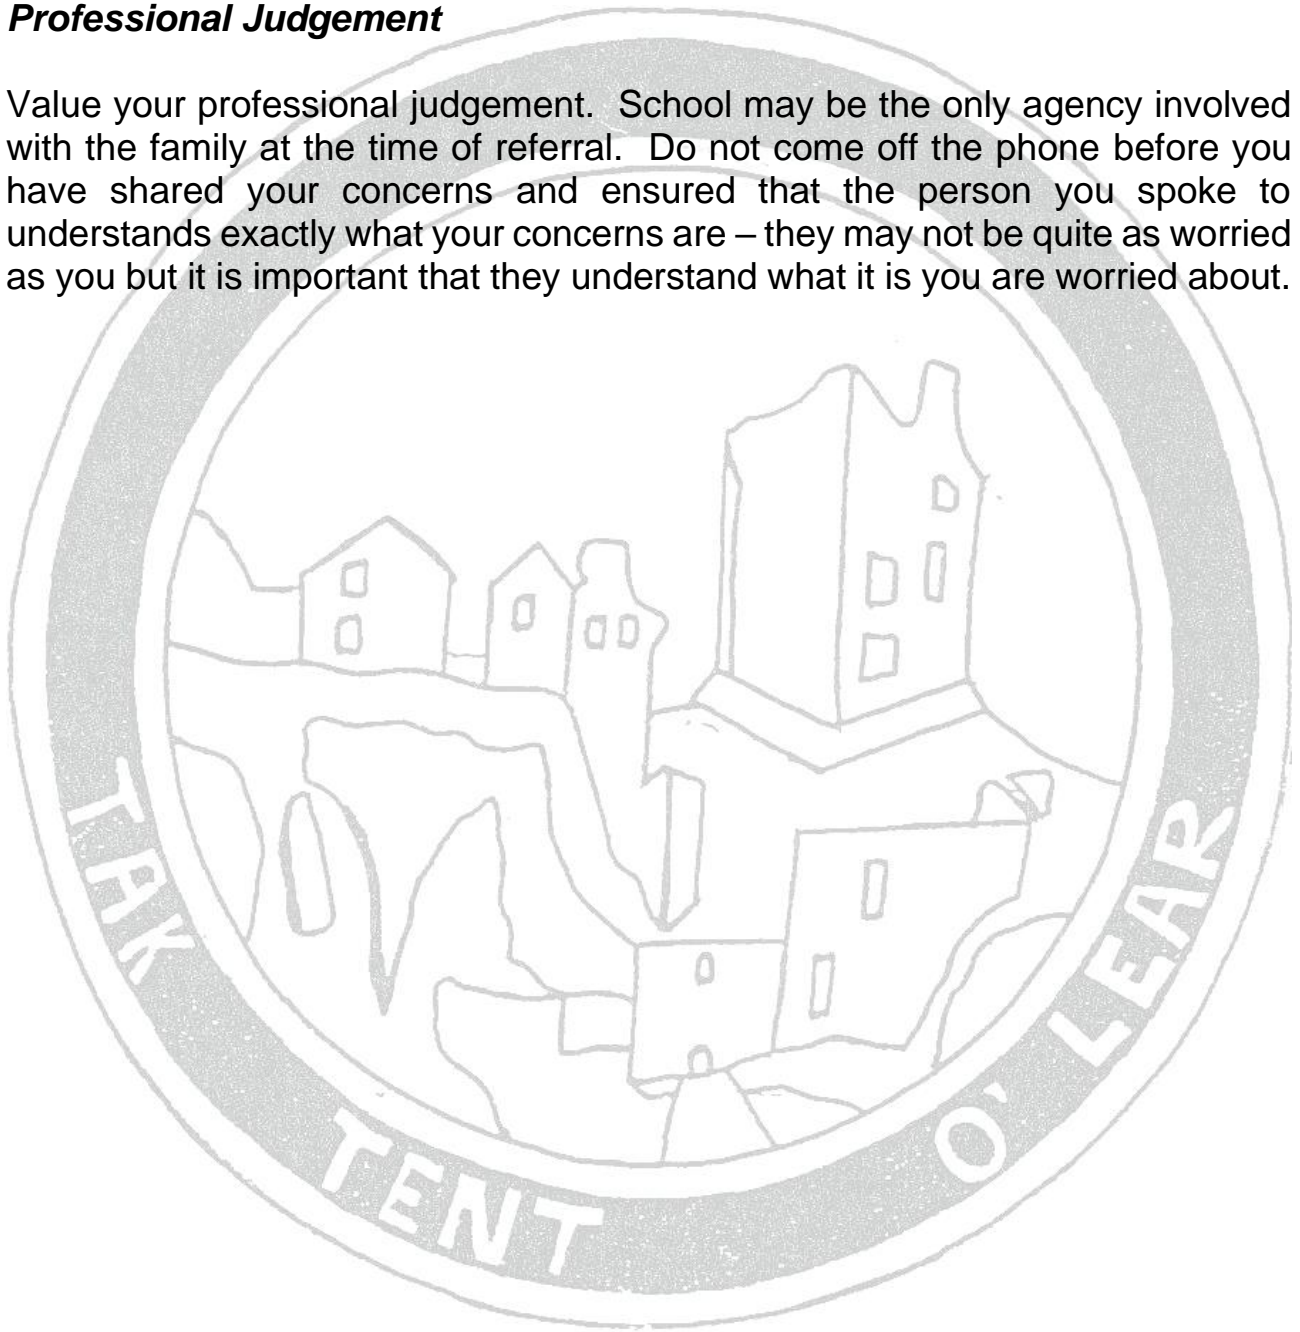 Professional Judgement
Value your professional judgement.  School may be the only agency involved
with the family at the time of referral.  Do not come off the phone before you
have shared your concerns and ensured that the person you spoke to
understands exactly what your concerns are – they may not be quite as worried
as you but it is important that they understand what it is you are worried about.
TAK TENT O' LEAR